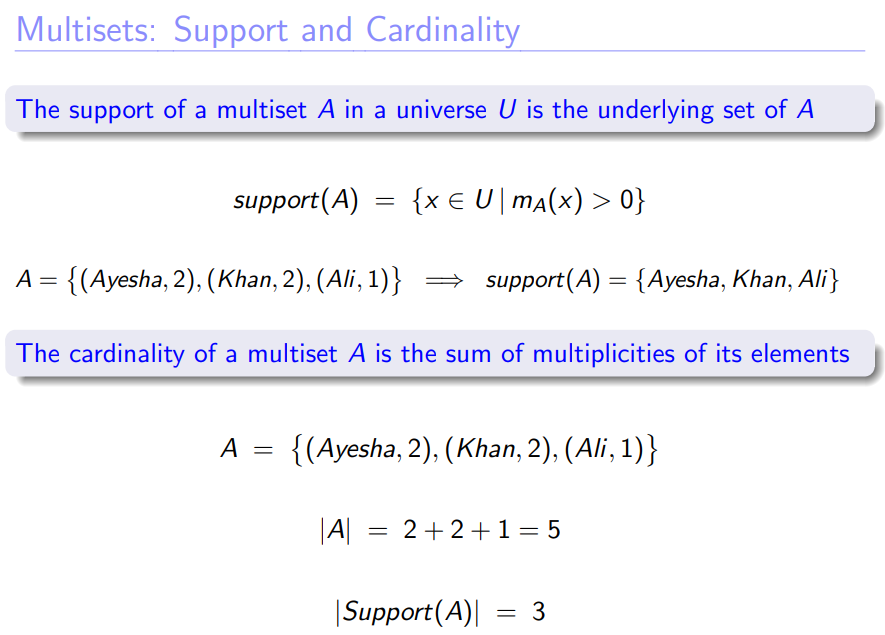 Multisets: Support and Cardinality
The support of a multiset A in a universe U is the underlying set of A
support(A) = {x ∈ U | mA(x) > 0}
A = {(Ayesha, 2), (Khan, 2), (Ali, 1)} ⟹ support(A) = {Ayesha, Khan, Ali}
The cardinality of a multiset A is the sum of multiplicities of its elements
A = {(Ayesha, 2), (Khan, 2), (Ali, 1)}
|A| = 2 + 2 + 1 = 5
|Support(A)| = 3